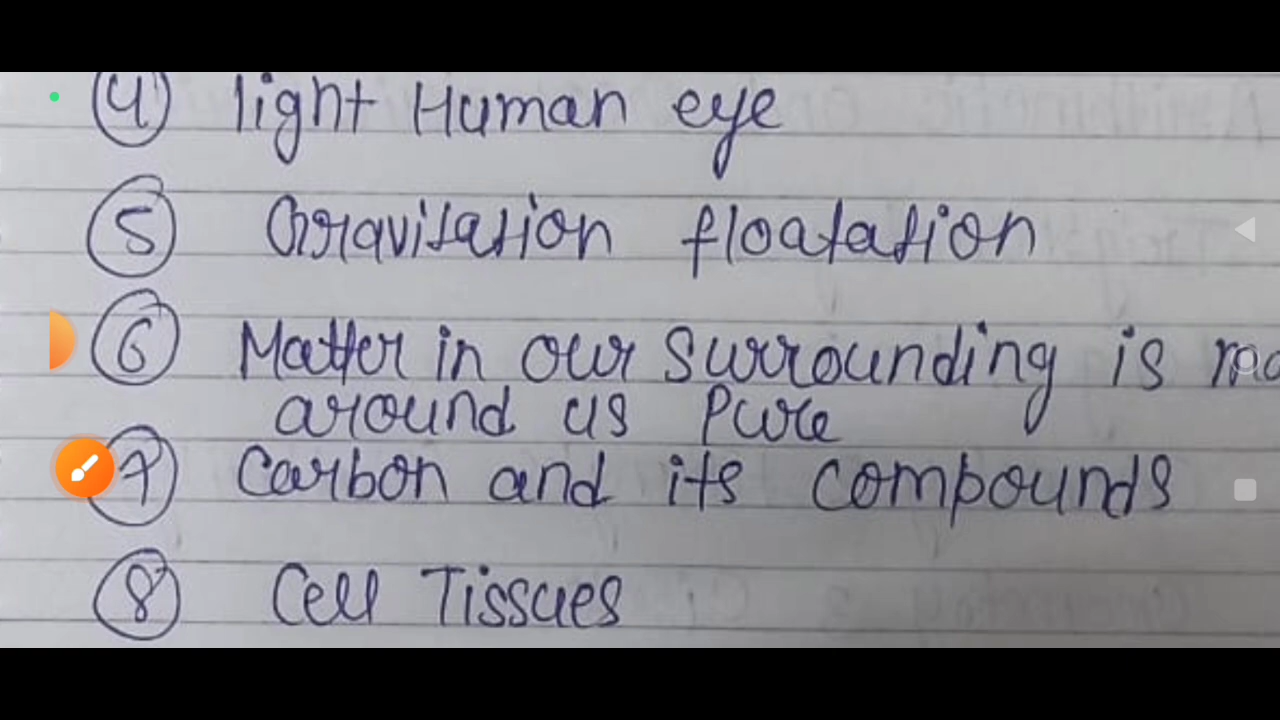 4 light Human eye
5 Gravitation floatation
6 Matter in our Surrounding is
around us Pure
7 Carbon and its compounds
8 Cell Tissues